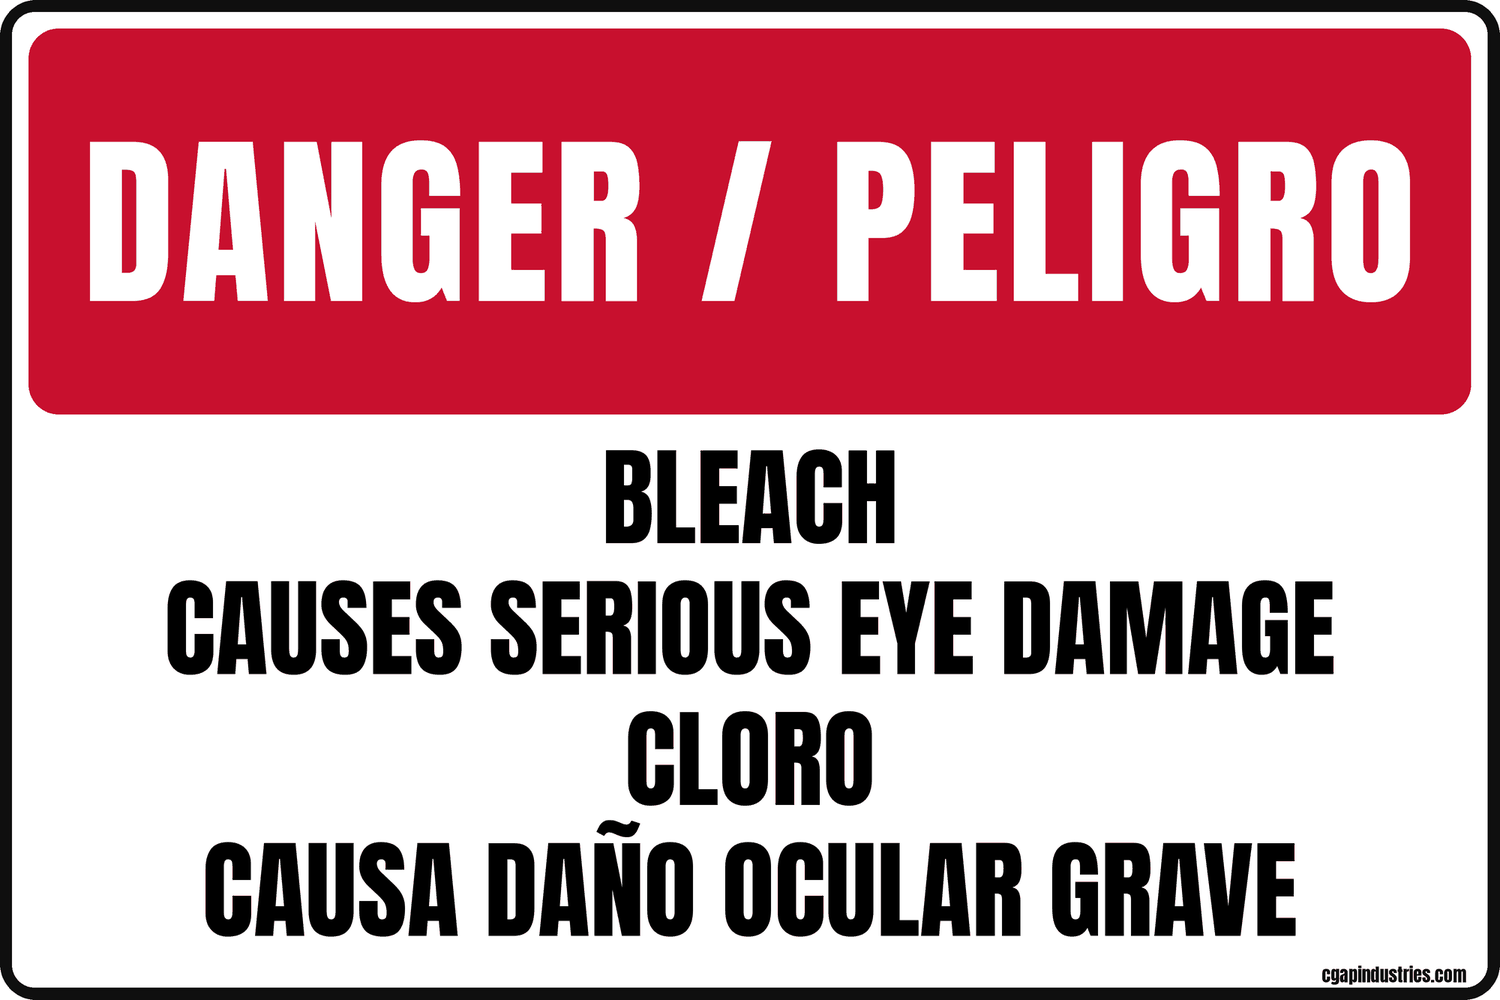 DANGER / PELIGRO
BLEACH
CAUSES SERIOUS EYE DAMAGE
CLORO
CAUSA DAÑO OCULAR GRAVE
cgapindustries.com